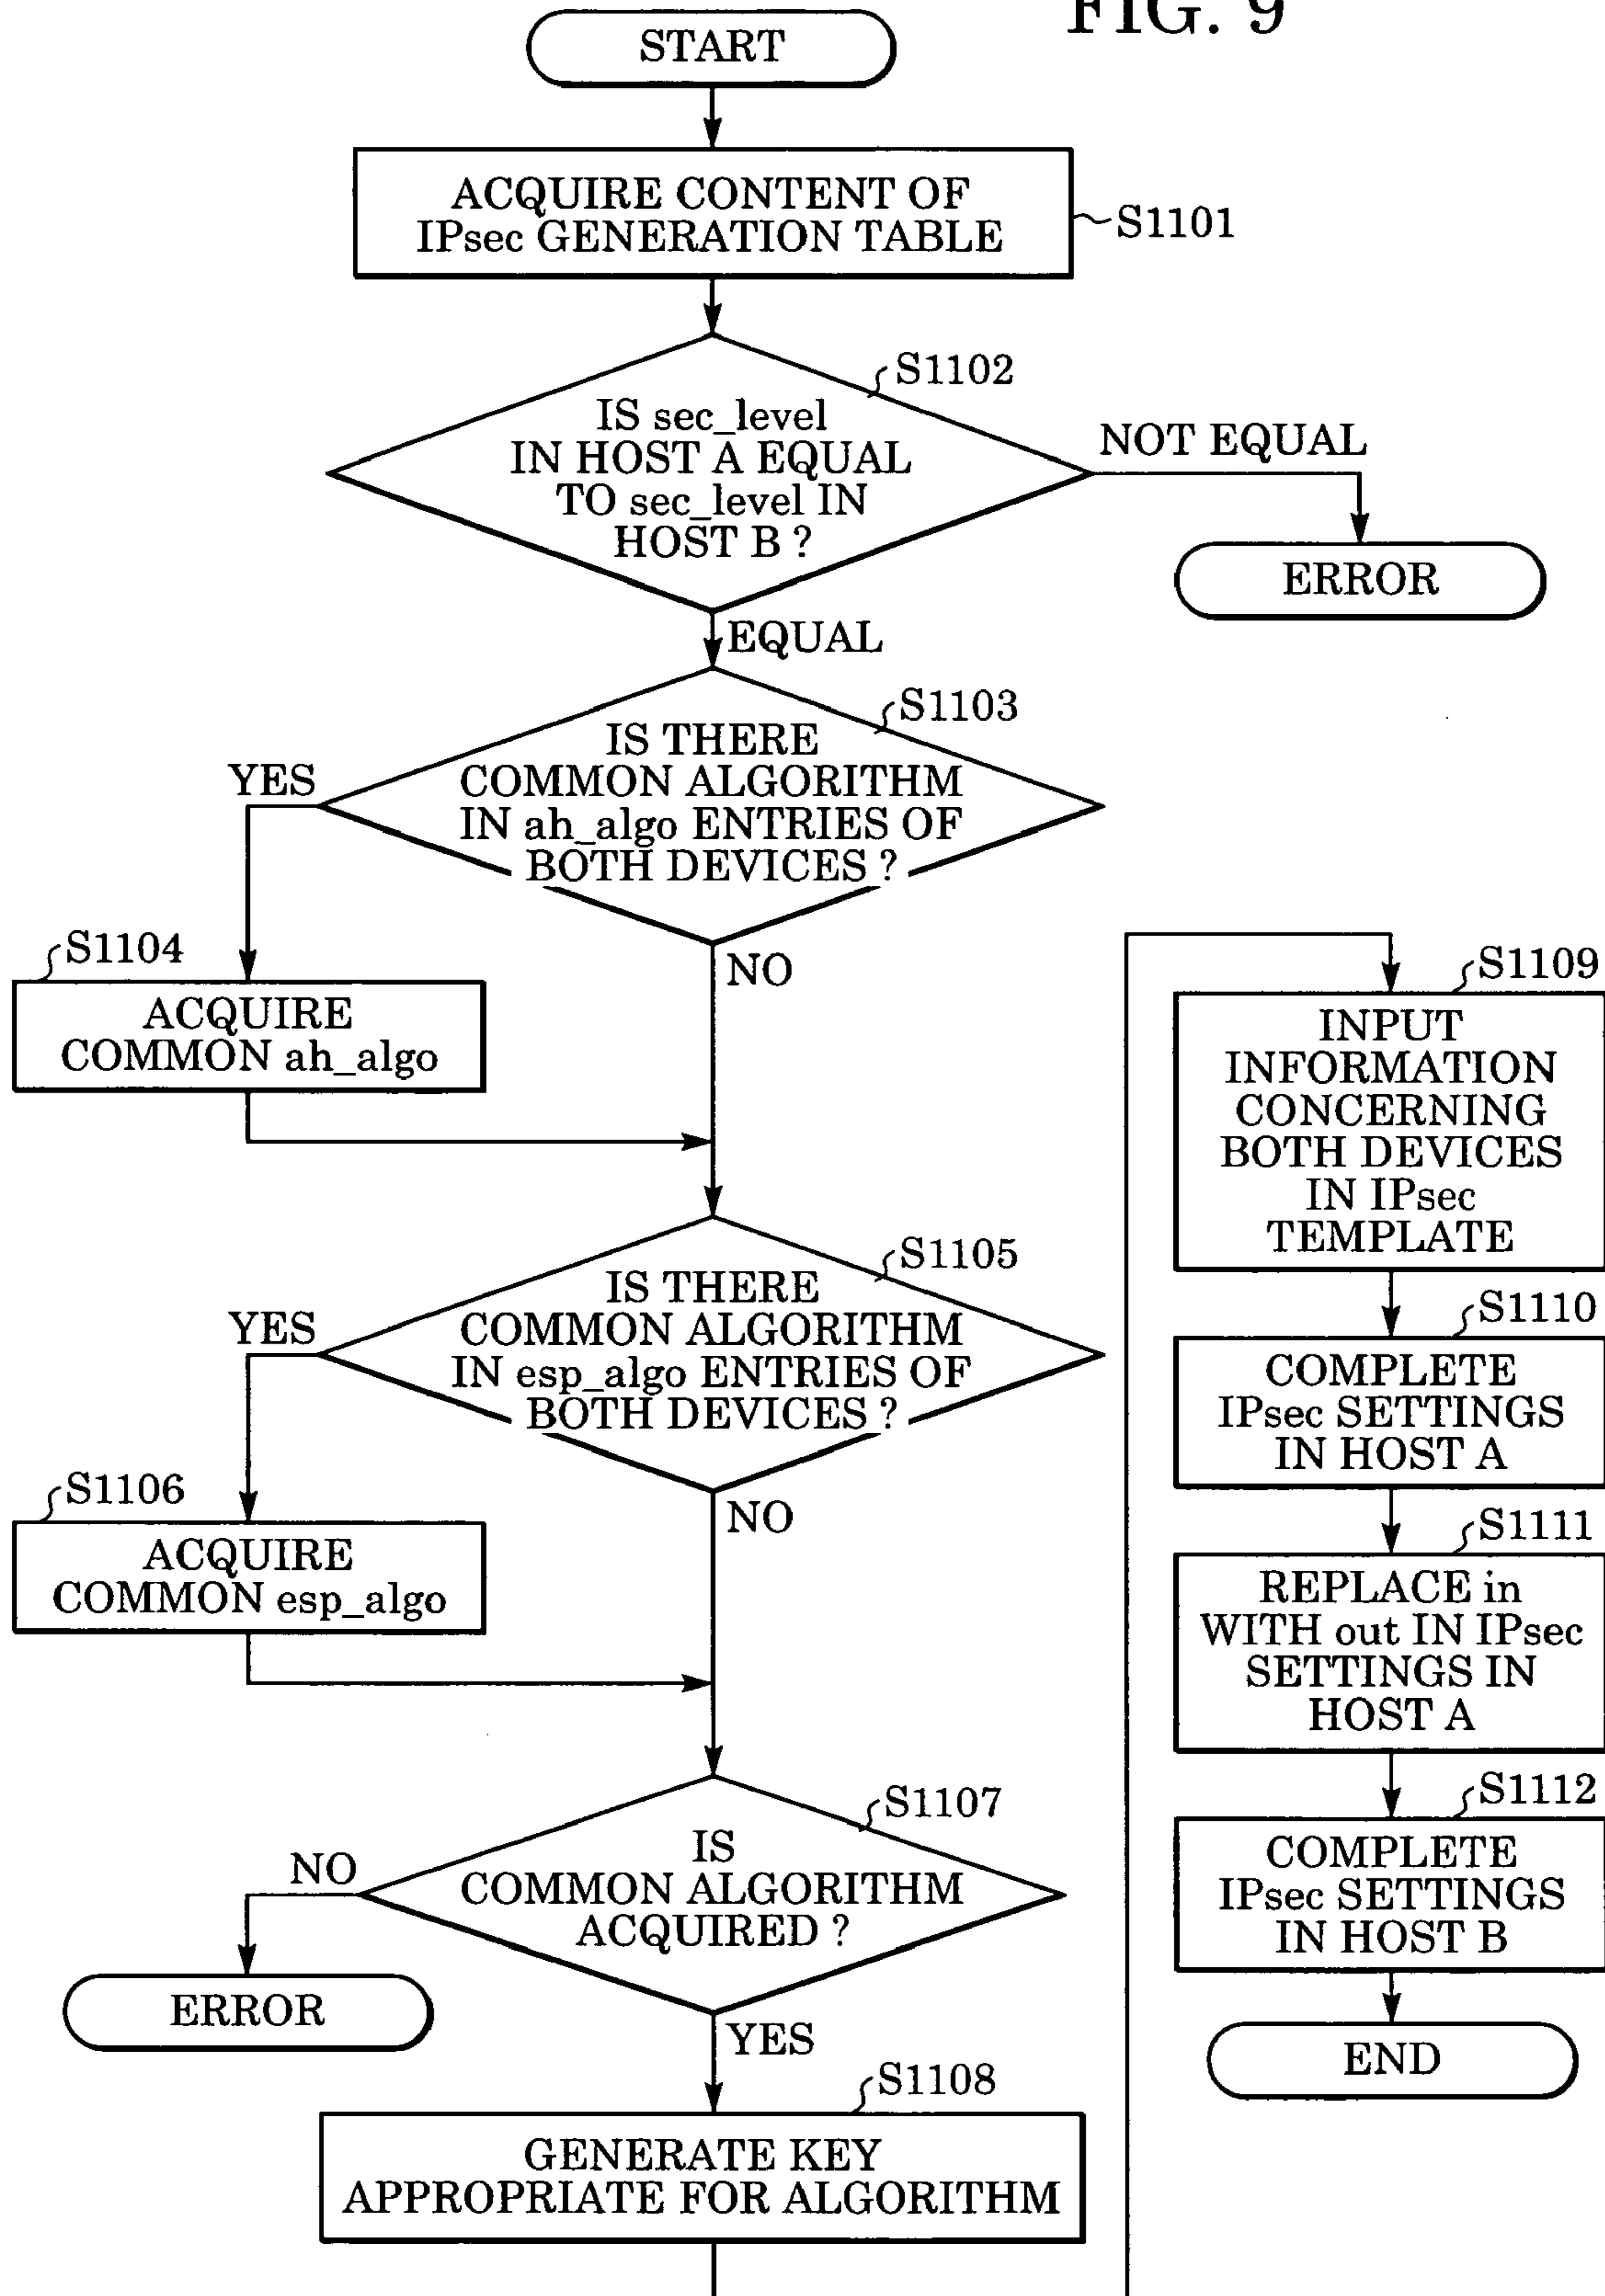 FIG. 9
START
ACQUIRE CONTENT OF
IPsec GENERATION TABLE
S1101
S1102
IS sec_level
IN HOST A EQUAL
TO sec_level IN
HOST B ?
NOT EQUAL
ERROR
EQUAL
S1103
IS THERE
COMMON ALGORITHM
IN ah_algo ENTRIES OF
BOTH DEVICES ?
YES
NO
S1104
ACQUIRE
COMMON ah_algo
S1105
IS THERE
COMMON ALGORITHM
IN esp_algo ENTRIES OF
BOTH DEVICES ?
YES
NO
S1106
ACQUIRE
COMMON esp_algo
S1107
IS
COMMON ALGORITHM
ACQUIRED ?
NO
ERROR
YES
S1108
GENERATE KEY
APPROPRIATE FOR ALGORITHM
S1109
INPUT
INFORMATION
CONCERNING
BOTH DEVICES
IN IPsec
TEMPLATE
S1110
COMPLETE
IPsec SETTINGS
IN HOST A
S1111
REPLACE in
WITH out IN IPsec
SETTINGS IN
HOST A
S1112
COMPLETE
IPsec SETTINGS
IN HOST B
END